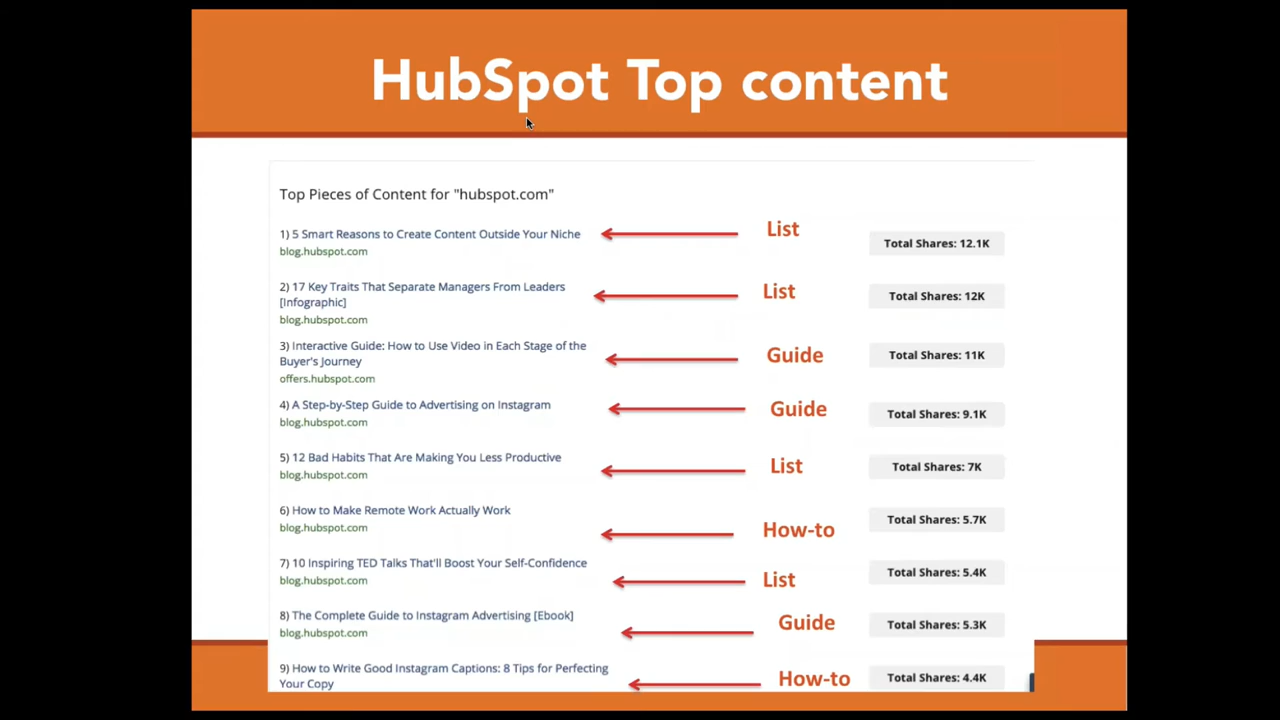 HubSpot Top content
Top Pieces of Content for "hubspot.com"
1) 5 Smart Reasons to Create Content Outside Your Niche
blog.hubspot.com
List
Total Shares: 12.1K
2) 17 Key Traits That Separate Managers From Leaders
[Infographic]
blog.hubspot.com
List
Total Shares: 12K
3) Interactive Guide: How to Use Video in Each Stage of the
Buyer's Journey
offers.hubspot.com
Guide
Total Shares: 11K
4) A Step-by-Step Guide to Advertising on Instagram
blog.hubspot.com
Guide
Total Shares: 9.1K
5) 12 Bad Habits That Are Making You Less Productive
blog.hubspot.com
List
Total Shares: 7K
6) How to Make Remote Work Actually Work
blog.hubspot.com
How-to
Total Shares: 5.7K
7) 10 Inspiring TED Talks That'll Boost Your Self-Confidence
blog.hubspot.com
List
Total Shares: 5.4K
8) The Complete Guide to Instagram Advertising [Ebook]
blog.hubspot.com
Guide
Total Shares: 5.3K
9) How to Write Good Instagram Captions: 8 Tips for Perfecting
Your Copy
How-to
Total Shares: 4.4K